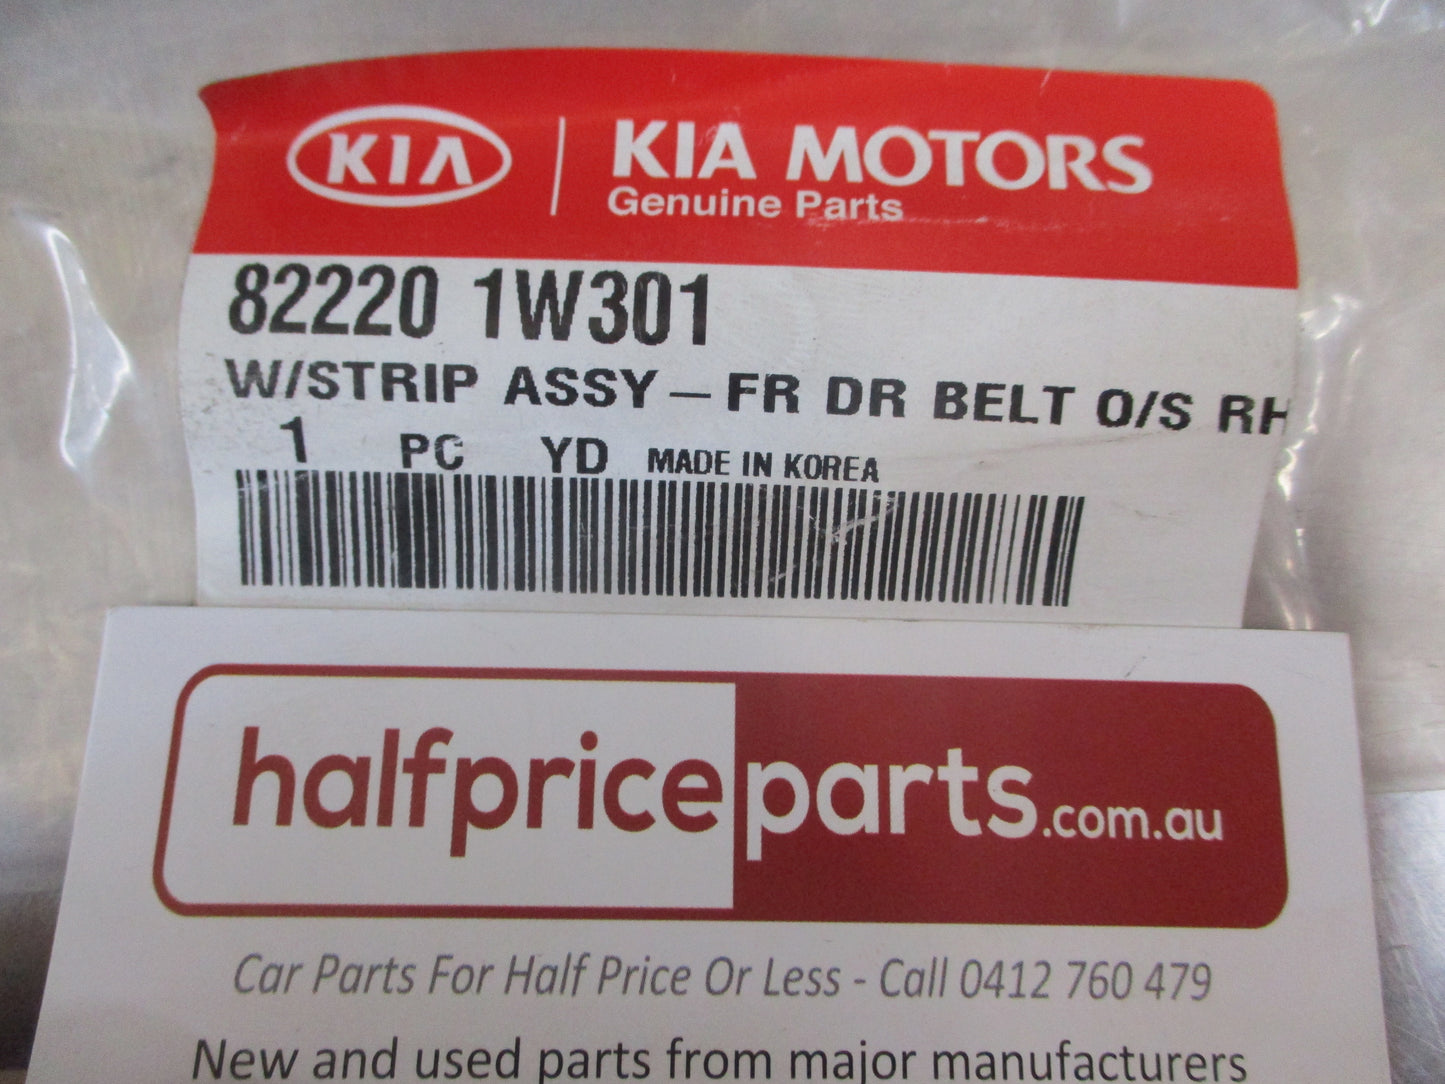 KIA
KIA MOTORS
Genuine Parts
82220 1W301
W/STRIP ASSY-FR DR BELT O/S RH
1 PC YD MADE IN KOREA
halfpriceparts.com.au
Car Parts For Half Price Or Less - Call 0412 760 479
New and used parts from major manufacturers